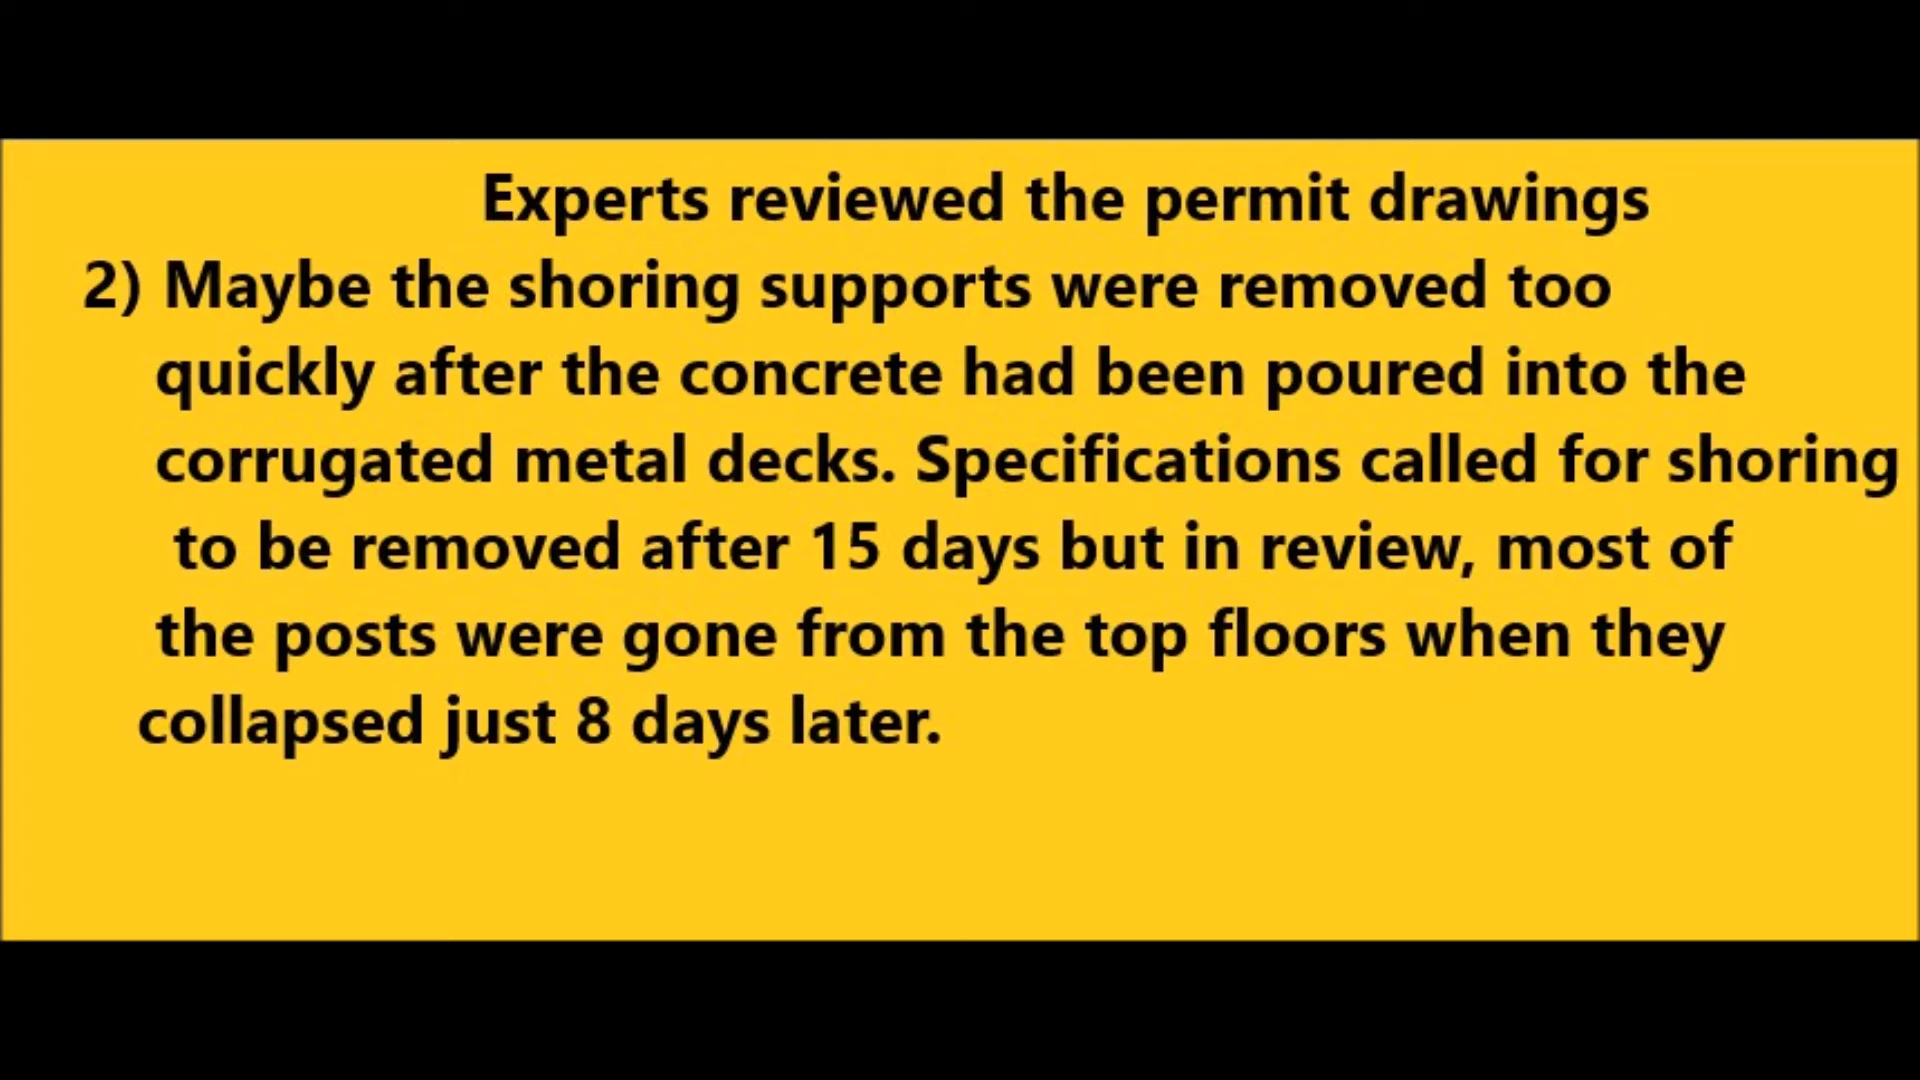 Experts reviewed the permit drawings
2) Maybe the shoring supports were removed too
quickly after the concrete had been poured into the
corrugated metal decks. Specifications called for shoring
to be removed after 15 days but in review, most of
the posts were gone from the top floors when they
collapsed just 8 days later.